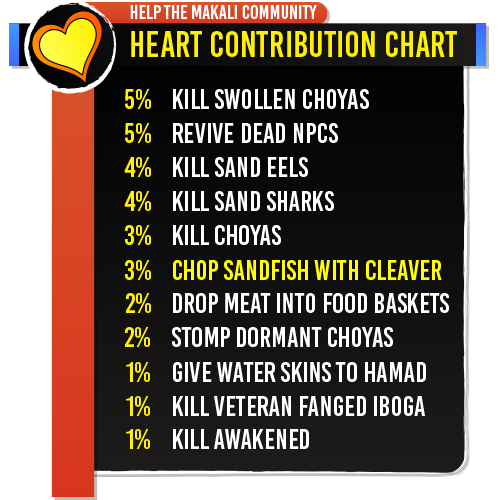 HELP THE MAKALI COMMUNITY
HEART CONTRIBUTION CHART
5% KILL SWOLLEN CHOYAS
5% REVIVE DEAD NPCS
4% KILL SAND EELS
4% KILL SAND SHARKS
3% KILL CHOYAS
3% CHOP SANDFISH WITH CLEAVER
2% DROP MEAT INTO FOOD BASKETS
2% STOMP DORMANT CHOYAS
1% GIVE WATER SKINS TO HAMAD
1% KILL VETERAN FANGED IBOGA
1% KILL AWAKENED